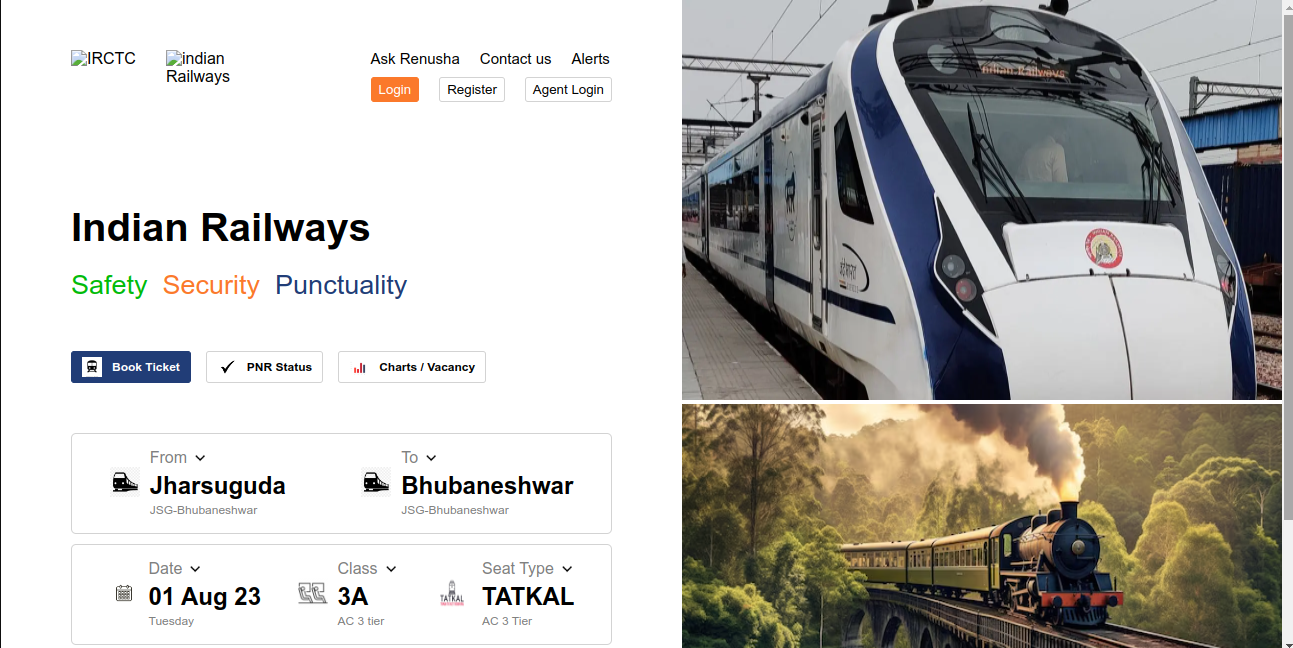 IRCTC
indian
Railways
Ask Renusha Contact us Alerts
Login Register Agent Login
Indian Railways
Safety Security Punctuality
Book Ticket PNR Status Charts / Vacancy
From To
Jharsuguda Bhubaneshwar
JSG-Bhubaneshwar JSG-Bhubaneshwar
Date Class Seat Type
01 Aug 23 3A TATKAL
Tuesday AC 3 tier AC 3 Tier
TATKAL
Indian Railways